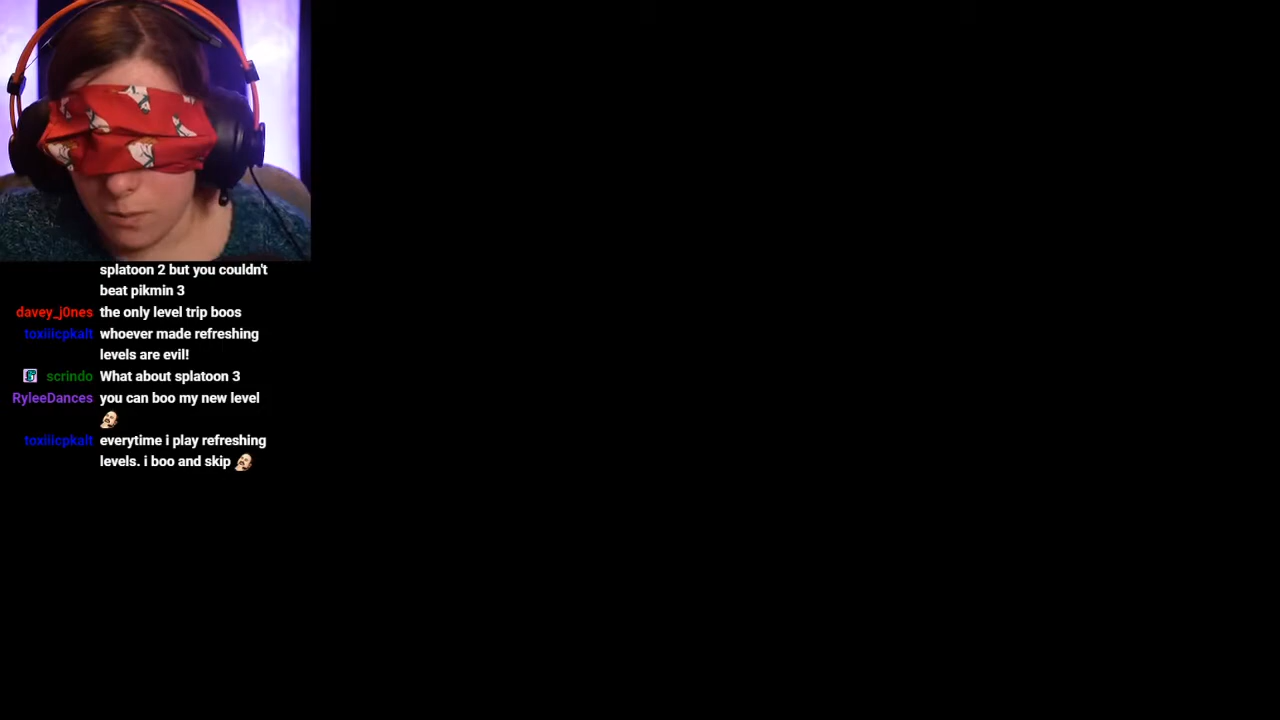 splatoon 2 but you couldn't
beat pikmin 3
davey_j0nes the only level trip boos
toxiiicpkalt whoever made refreshing
levels are evil!
scrindo What about splatoon 3
RyleeDances you can boo my new level
toxiiicpkalt everytime i play refreshing
levels. i boo and skip